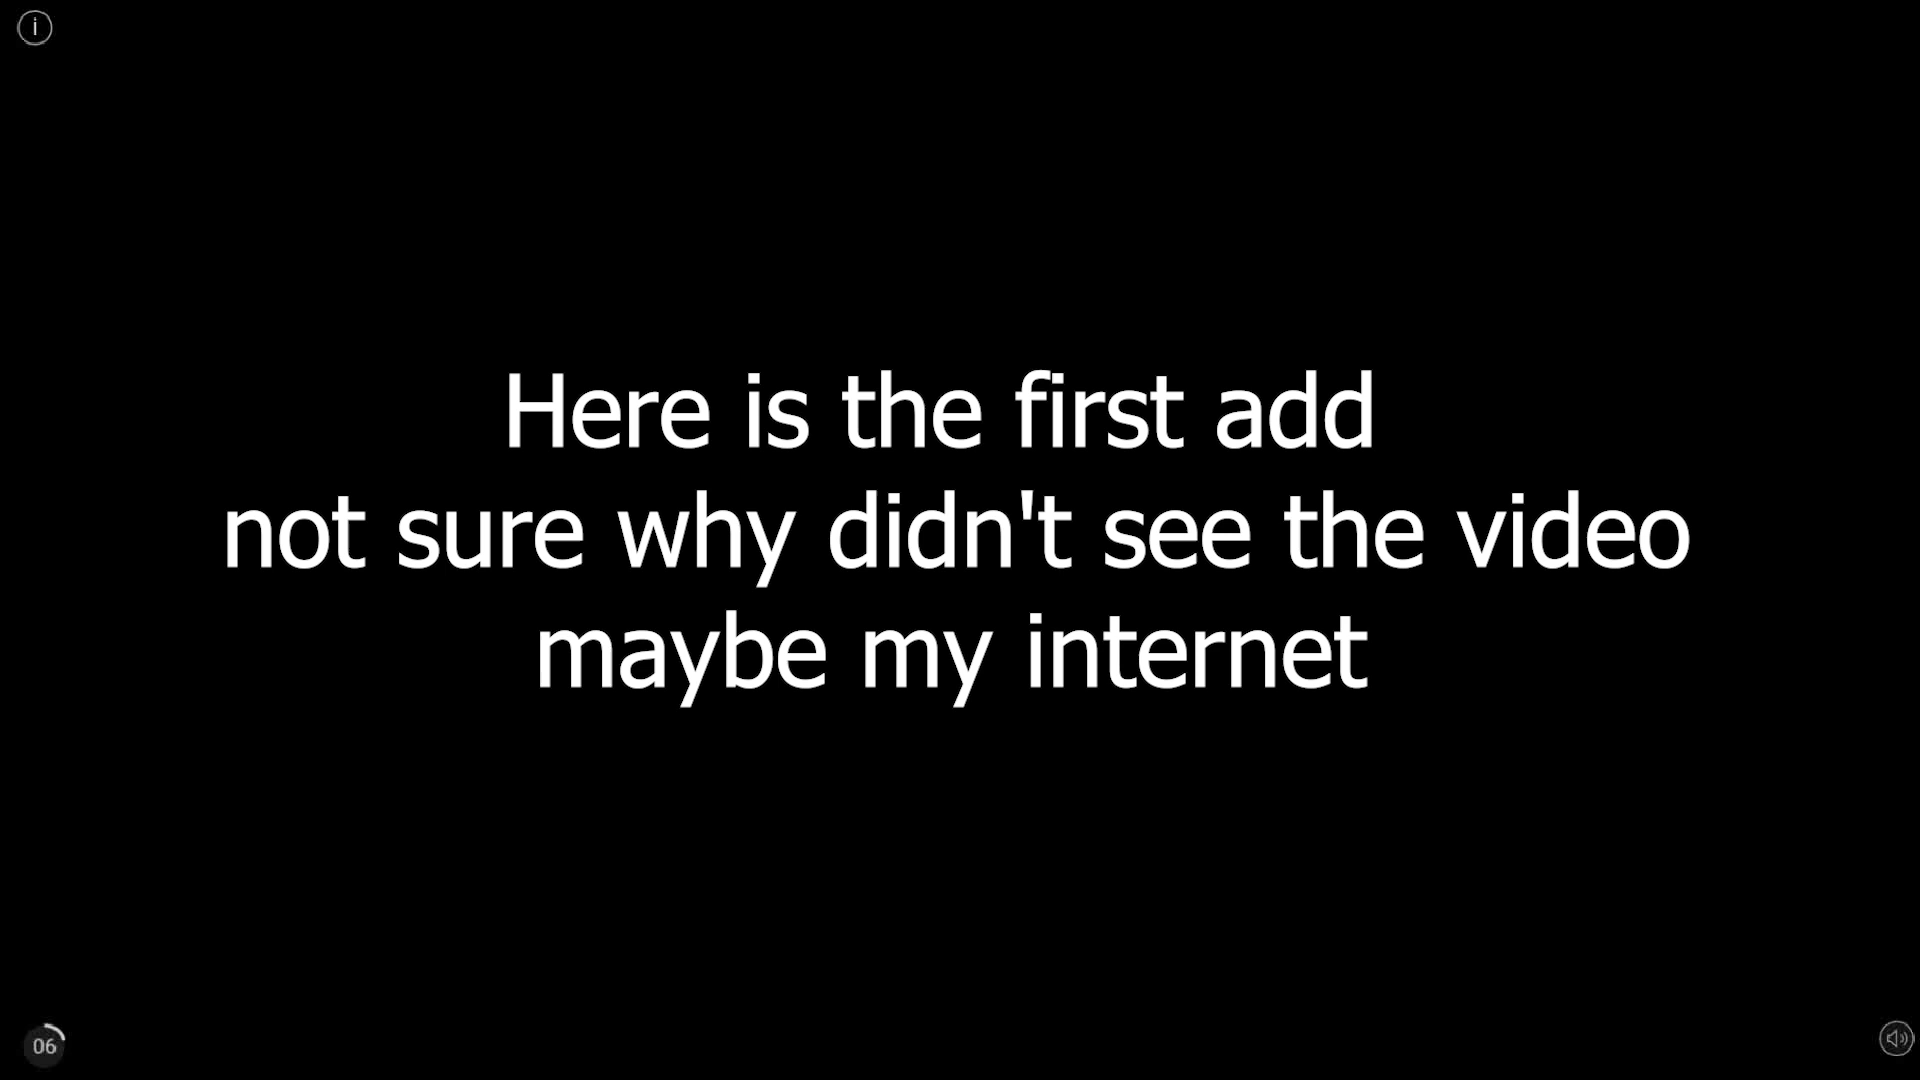 i
Here is the first add
not sure why didn't see the video
maybe my internet
06